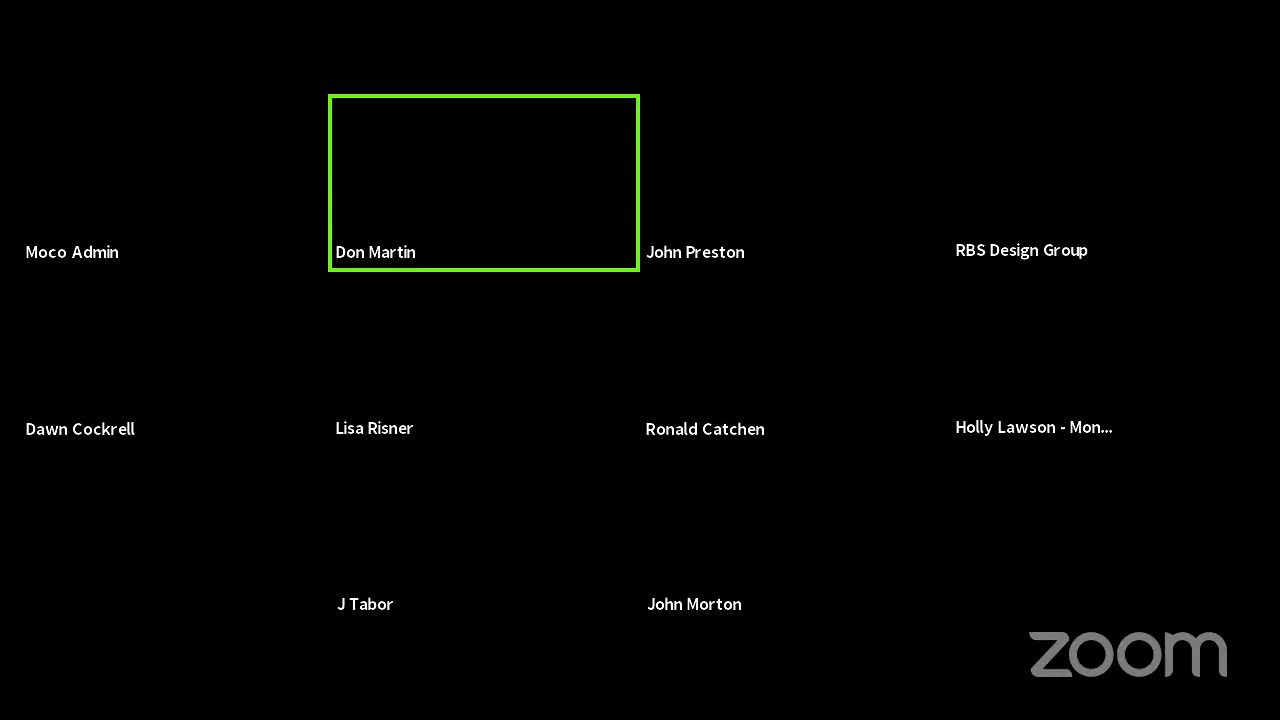 Moco Admin
Don Martin
John Preston
RBS Design Group
Dawn Cockrell
Lisa Risner
Ronald Catchen
Holly Lawson - Mon...
J Tabor
John Morton
zoom